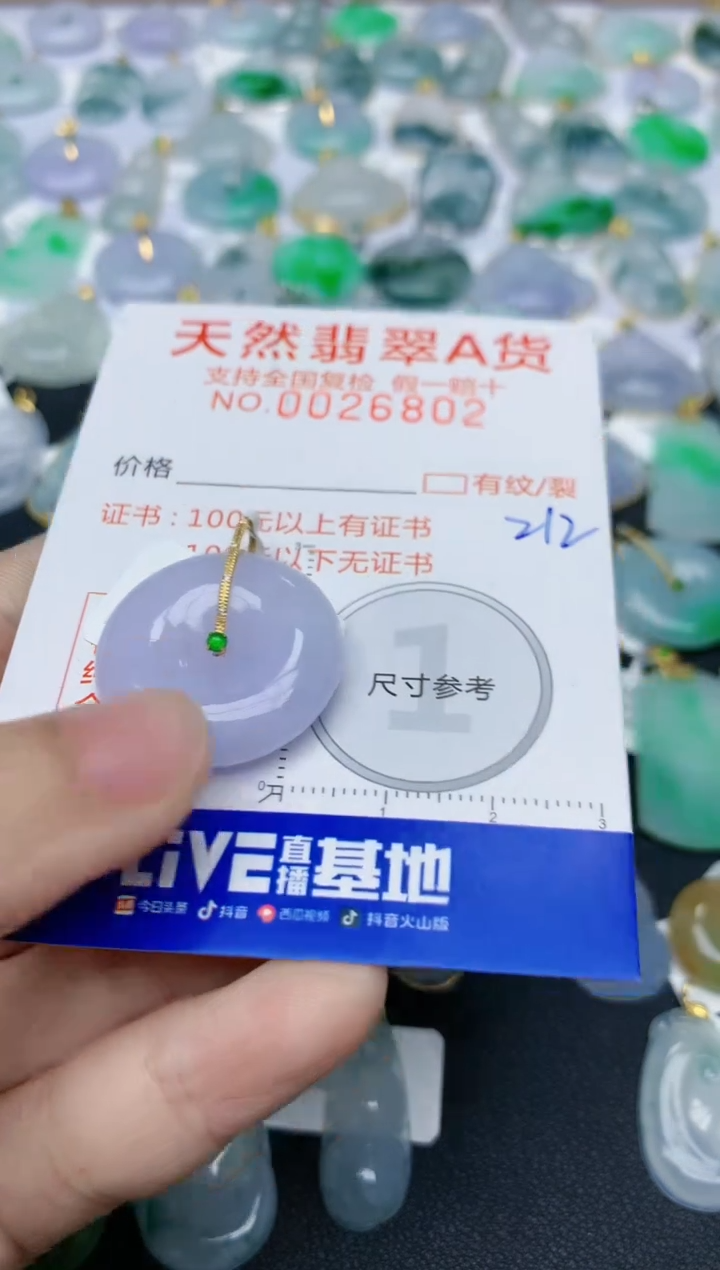 天然翡翠A货
支持全国复检 假一赔十
NO.0026802
价格
有纹/裂
证书：100元以上有证书
212
以下无证书
尺寸参考
1
0
1 2 3
LIVE直播基地
今日头条 抖音 西瓜视频 抖音火山版